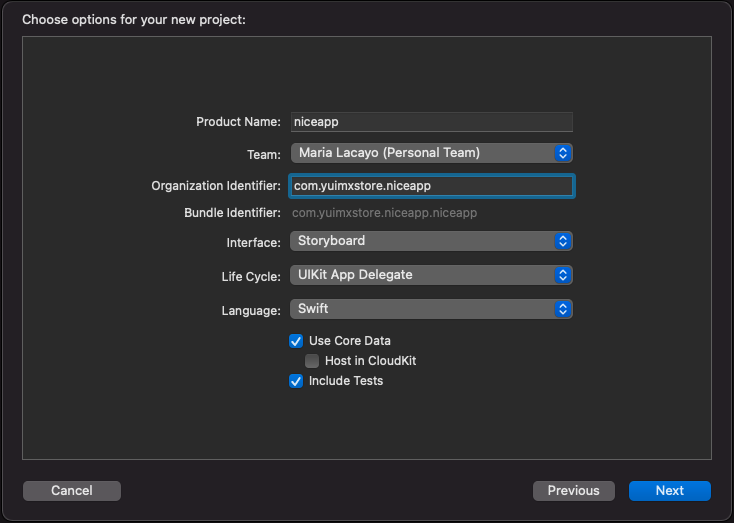 Choose options for your new project:
Product Name: niceapp
Team: Maria Lacayo (Personal Team)
Organization Identifier: com.yuimxstore.niceapp
Bundle Identifier: com.yuimxstore.niceapp.niceapp
Interface: Storyboard
Life Cycle: UIKit App Delegate
Language: Swift
Use Core Data
Host in CloudKit
Include Tests
Cancel Previous Next